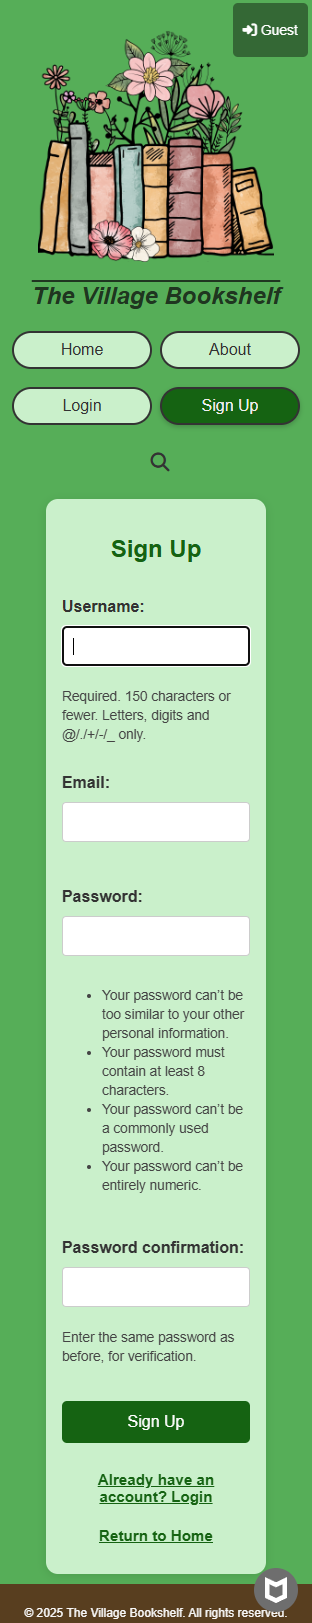 Guest
The Village Bookshelf
Home
About
Login
Sign Up
Sign Up
Username:
Required. 150 characters or
fewer. Letters, digits and
@/./+/-/_ only.
Email:
Password:
• Your password can’t be
too similar to your other
personal information.
• Your password must
contain at least 8
characters.
• Your password can’t be
a commonly used
password.
• Your password can’t be
entirely numeric.
Password confirmation:
Enter the same password as
before, for verification.
Sign Up
Already have an
account? Login
Return to Home
© 2025 The Village Bookshelf. All rights reserved.